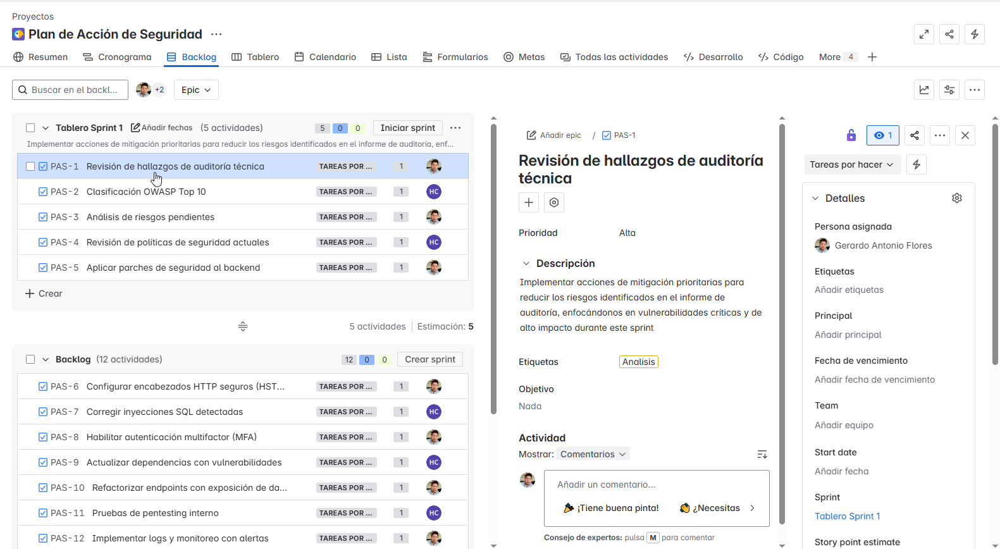 Proyectos
Plan de Acción de Seguridad
Resumen Cronograma Backlog Tablero Calendario Lista Formularios Metas Todas las actividades Desarrollo Código More 4
Buscar en el backl... +2 Epic
Tablero Sprint 1 Añadir fechas (5 actividades) 5 0 0 Iniciar sprint
Implementar acciones de mitigación prioritarias para reducir los riesgos identificados en el informe de auditoría, enf...
PAS-1 Revisión de hallazgos de auditoría técnica TAREAS POR ... 1
PAS-2 Clasificación OWASP Top 10 TAREAS POR ... 1 HC
PAS-3 Análisis de riesgos pendientes TAREAS POR ... 1
PAS-4 Revisión de políticas de seguridad actuales TAREAS POR ... 1 HC
PAS-5 Aplicar parches de seguridad al backend TAREAS POR ... 1
Crear
5 actividades Estimación: 5
Backlog (12 actividades) 12 0 0 Crear sprint
PAS-6 Configurar encabezados HTTP seguros (HST... TAREAS POR ... 1
PAS-7 Corregir inyecciones SQL detectadas TAREAS POR ... 1 HC
PAS-8 Habilitar autenticación multifactor (MFA) TAREAS POR ... 1
PAS-9 Actualizar dependencias con vulnerabilidades TAREAS POR ... 1 HC
PAS-10 Refactorizar endpoints con exposición de da... TAREAS POR ... 1
PAS-11 Pruebas de pentesting interno TAREAS POR ... 1 HC
PAS-12 Implementar logs y monitoreo con alertas TAREAS POR ... 1
Añadir epic / PAS-1
Revisión de hallazgos de auditoría
técnica
Prioridad Alta
Descripción
Implementar acciones de mitigación prioritarias para
reducir los riesgos identificados en el informe de
auditoría, enfocándonos en vulnerabilidades críticas y de
alto impacto durante este sprint
Etiquetas Analisis
Objetivo
Nada
Actividad
Mostrar: Comentarios
Añadir un comentario...
¡Tiene buena pinta! ¿Necesitas
Consejo de expertos: pulsa M para comentar
1
Tareas por hacer
Detalles
Persona asignada
Gerardo Antonio Flores
Etiquetas
Añadir etiquetas
Principal
Añadir principal
Fecha de vencimiento
Añadir fecha de vencimiento
Team
Añadir equipo
Start date
Añadir fecha
Sprint
Tablero Sprint 1
Story point estimate